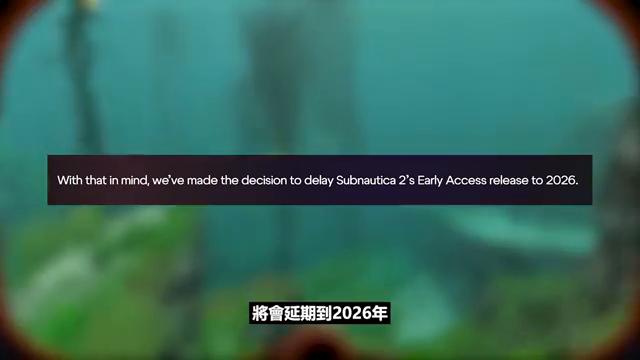 With that in mind, we've made the decision to delay Subnautica 2's Early Access release to 2026.
將會延期到2026年